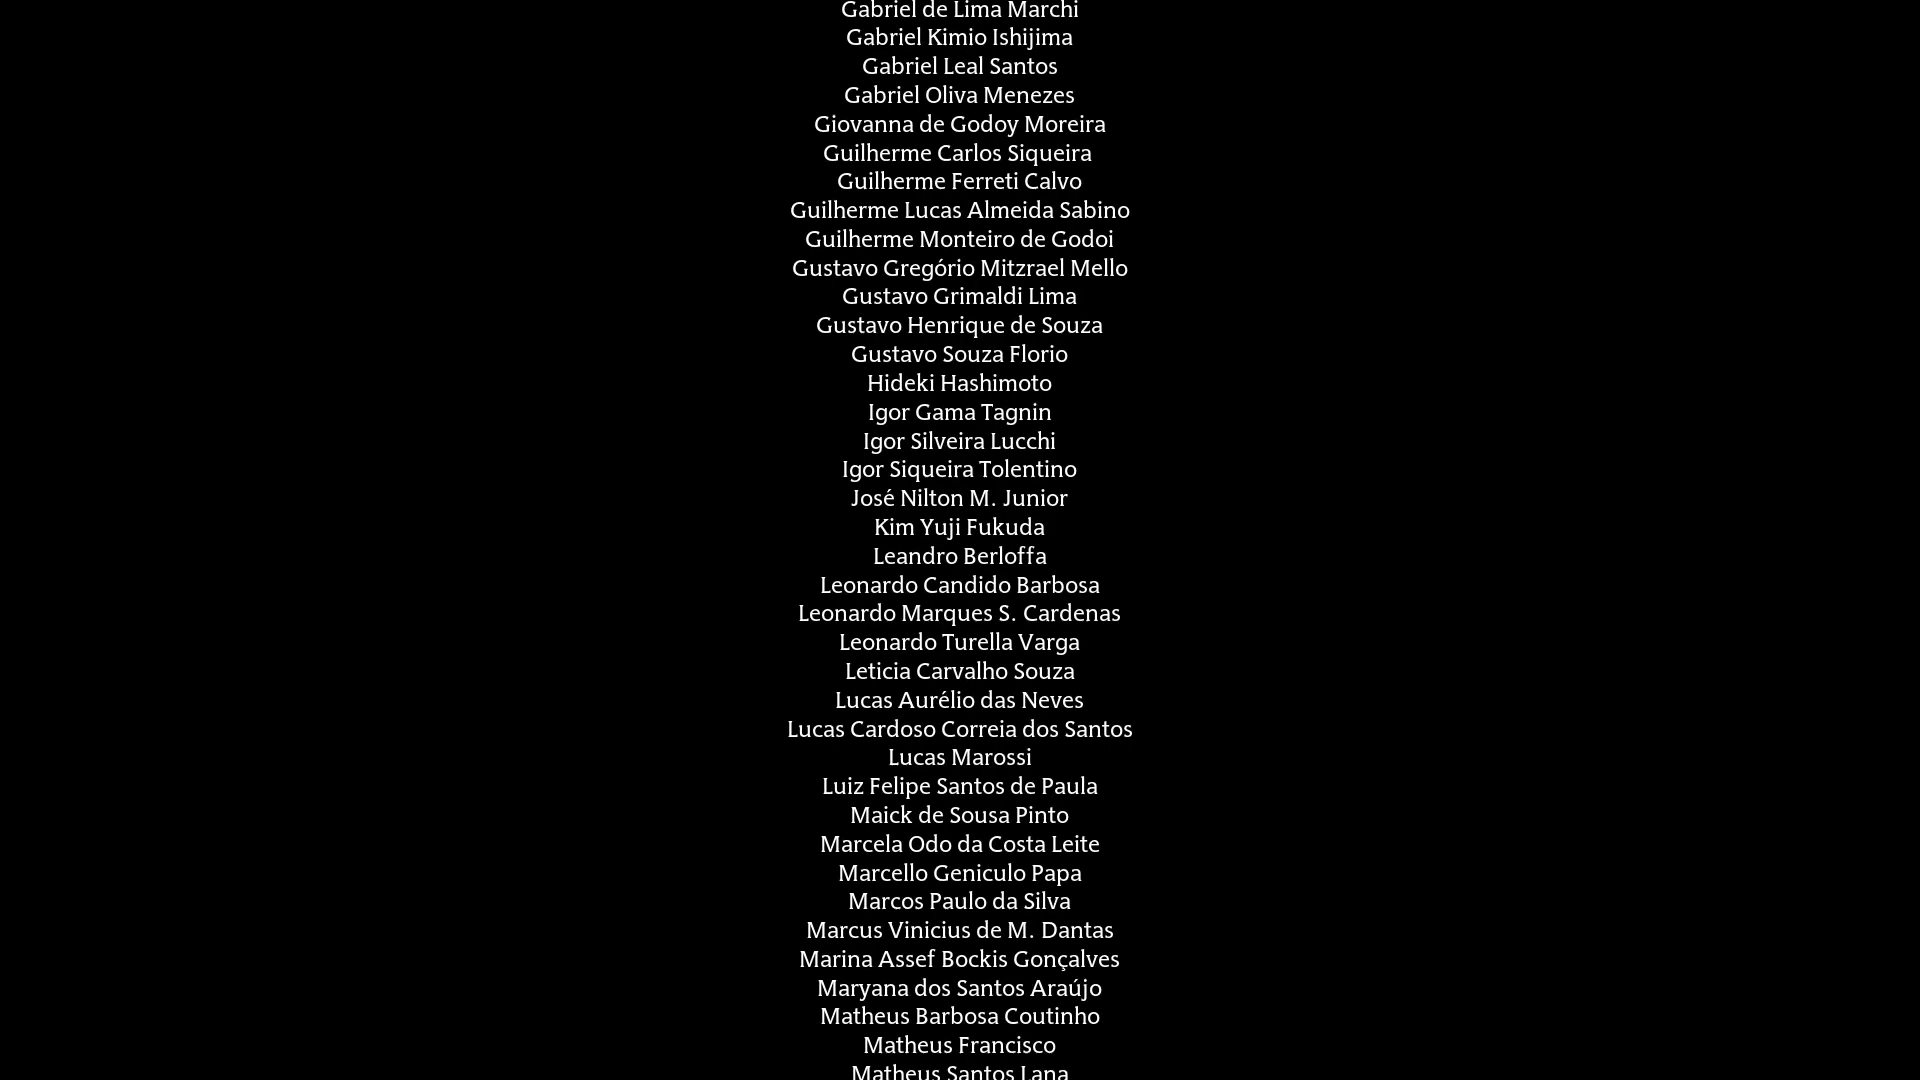 Gabriel de Lima Marchi
Gabriel Kimio Ishijima
Gabriel Leal Santos
Gabriel Oliva Menezes
Giovanna de Godoy Moreira
Guilherme Carlos Siqueira
Guilherme Ferreti Calvo
Guilherme Lucas Almeida Sabino
Guilherme Monteiro de Godoi
Gustavo Gregório Mitzrael Mello
Gustavo Grimaldi Lima
Gustavo Henrique de Souza
Gustavo Souza Florio
Hideki Hashimoto
Igor Gama Tagnin
Igor Silveira Lucchi
Igor Siqueira Tolentino
José Nilton M. Junior
Kim Yuji Fukuda
Leandro Berloffa
Leonardo Candido Barbosa
Leonardo Marques S. Cardenas
Leonardo Turella Varga
Leticia Carvalho Souza
Lucas Aurélio das Neves
Lucas Cardoso Correia dos Santos
Lucas Marossi
Luiz Felipe Santos de Paula
Maick de Sousa Pinto
Marcela Odo da Costa Leite
Marcello Geniculo Papa
Marcos Paulo da Silva
Marcus Vinicius de M. Dantas
Marina Assef Bockis Gonçalves
Maryana dos Santos Araújo
Matheus Barbosa Coutinho
Matheus Francisco
Matheus Santos Lana